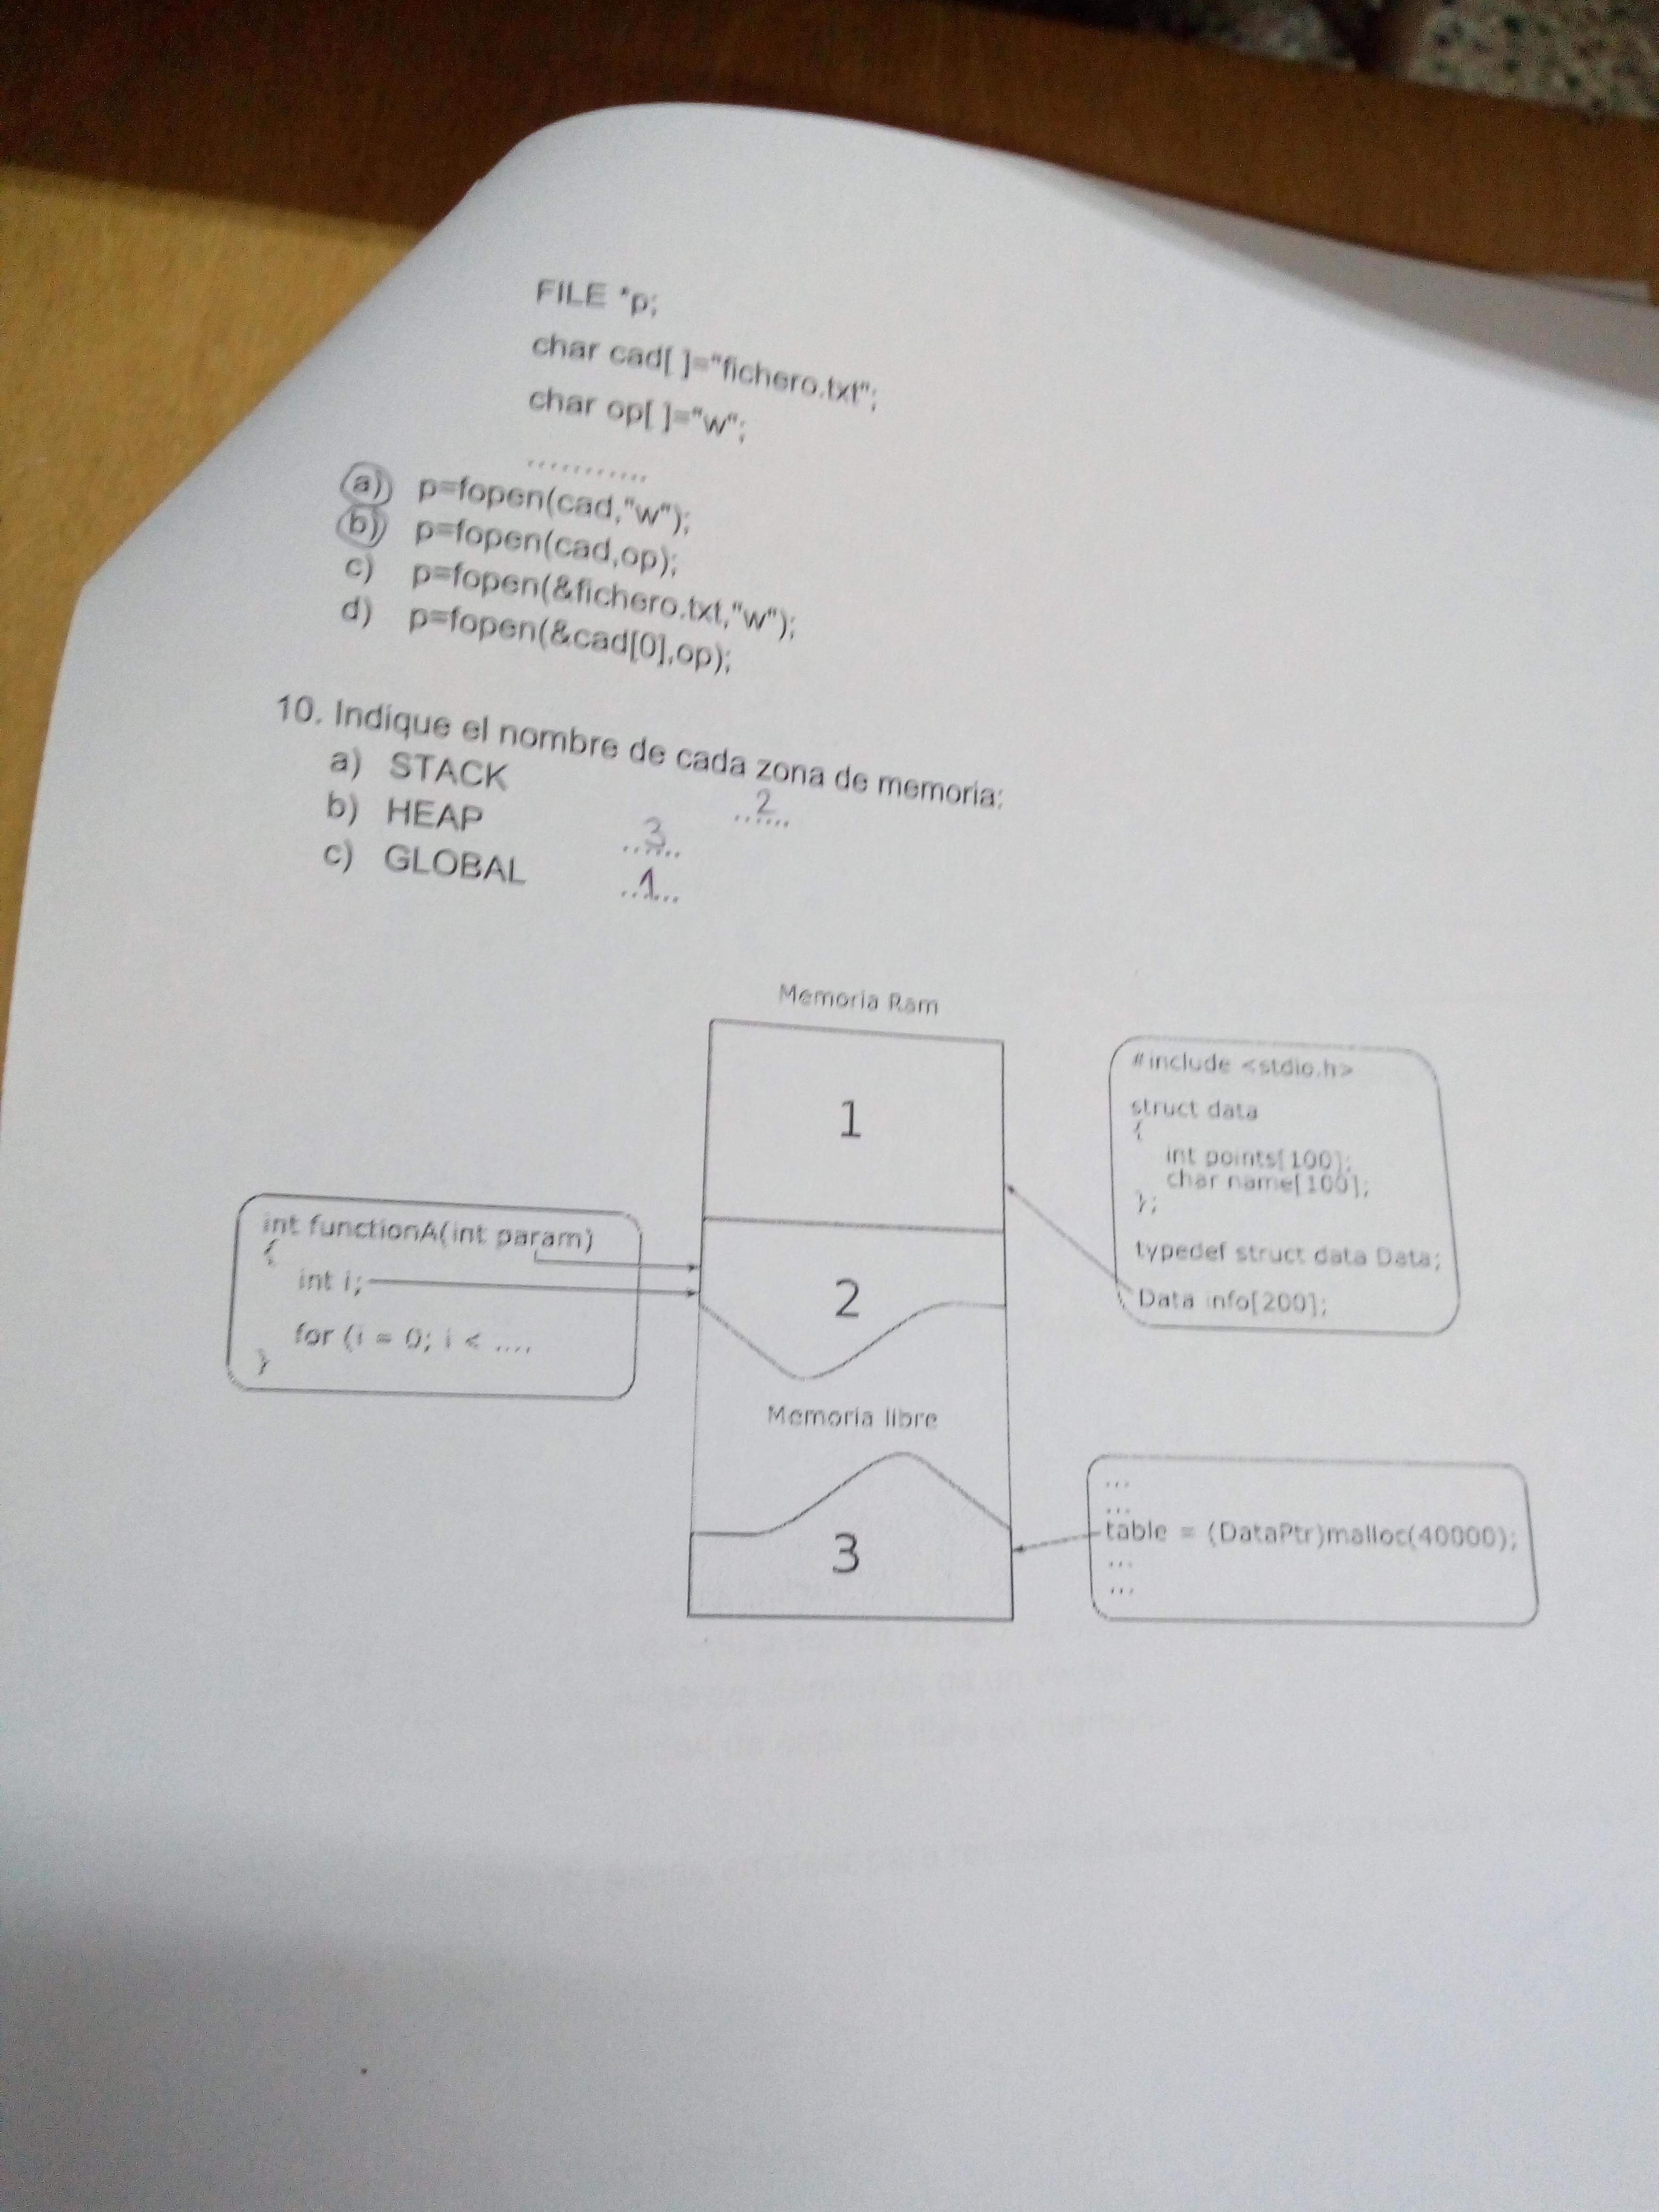 FILE *p;
char cad[ ]="fichero.txt";
char op[ ]="w";
............
a) p=fopen(cad,"w");
b) p=fopen(cad,op);
c) p=fopen(&fichero.txt,"w");
d) p=fopen(&cad[0],op);
10. Indique el nombre de cada zona de memoria:
a) STACK 2
b) HEAP 3
c) GLOBAL 1
Memoria Ram
1
2
Memoria libre
3
int functionA(int param)
{
int i;
for (i = 0; i < ....
}
#include <stdio.h>
struct data
{
int points[100];
char name[100];
};
typedef struct data Data;
Data info[200];
...
...
table = (DataPtr)malloc(40000);
...
...